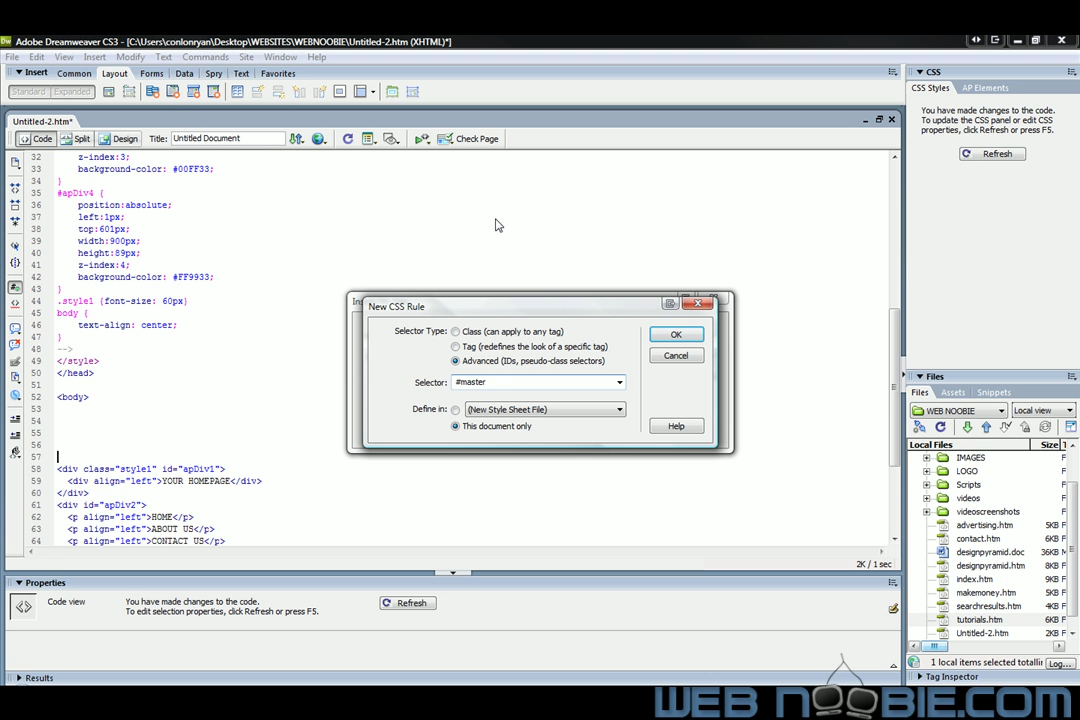 Dw Adobe Dreamweaver CS3 - [C:\Users\conlonryan\Desktop\WEBSITES\WEBNOOBIE\Untitled-2.htm (XHTML)*]
File Edit View Insert Modify Text Commands Site Window Help
Insert Common Layout Forms Data Spry Text Favorites
Standard Expanded
Untitled-2.htm*
Code Split Design Title: Untitled Document Check Page
32 z-index:3;
33 background-color: #00FF33;
34 }
35 #apDiv4 {
36 position:absolute;
37 left:1px;
38 top:601px;
39 width:900px;
40 height:89px;
41 z-index:4;
42 background-color: #FF9933;
43 }
44 .style1 {font-size: 60px}
45 body {
46 text-align: center;
47 }
48 -->
49 </style>
50 </head>
51
52 <body>
53
54
55
56
57
58 <div class="style1" id="apDiv1">
59 <div align="left">YOUR HOMEPAGE</div>
60 </div>
61 <div id="apDiv2">
62 <p align="left">HOME</p>
63 <p align="left">ABOUT US</p>
64 <p align="left">CONTACT US</p>
2K / 1 sec
Ins
New CSS Rule
Selector Type: Class (can apply to any tag)
Tag (redefines the look of a specific tag)
Advanced (IDs, pseudo-class selectors)
Selector: #master
Define in: (New Style Sheet File)
This document only
OK
Cancel
Help
Properties
Code view
You have made changes to the code.
To edit selection properties, click Refresh or press F5.
Refresh
Results
CSS
CSS Styles AP Elements
You have made changes to the code.
To update the CSS panel or edit CSS
properties, click Refresh or press F5.
Refresh
Files
Files Assets Snippets
WEB NOOBIE Local view
Local Files Size T
IMAGES F
LOGO F
Scripts F
videos F
videoscreenshots F
advertising.htm 5KB F
contact.htm 6KB F
designpyramid.doc 36KB M
designpyramid.htm 10KB F
index.htm 9KB F
makemoney.htm 9KB F
searchresults.htm 4KB F
tutorials.htm 6KB F
Untitled-2.htm 2KB F
1 local items selected totalli
Log...
Tag Inspector
WEB NOOBIE.COM